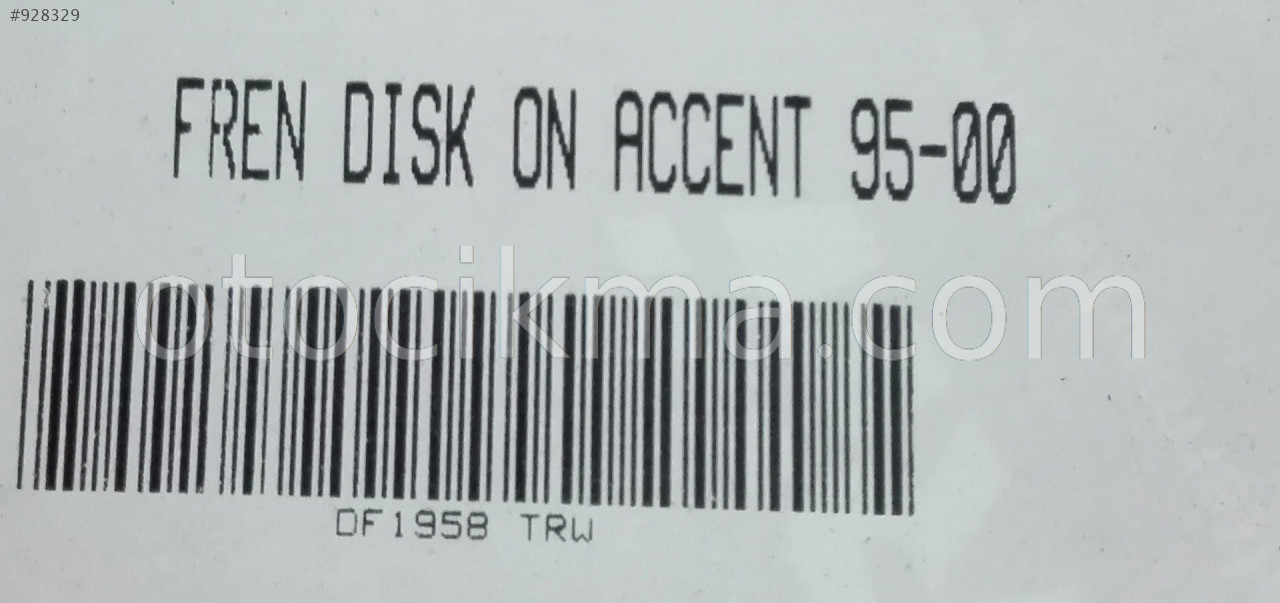 #928329
FREN DISK ON ACCENT 95-00
otocikma.com
DF1958 TRW